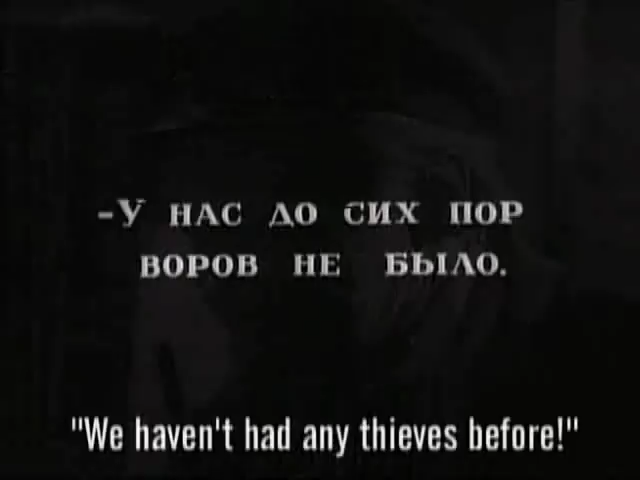 -У НАС ДО СИХ ПОР
ВОРОВ НЕ БЫЛО.
"We haven't had any thieves before!"